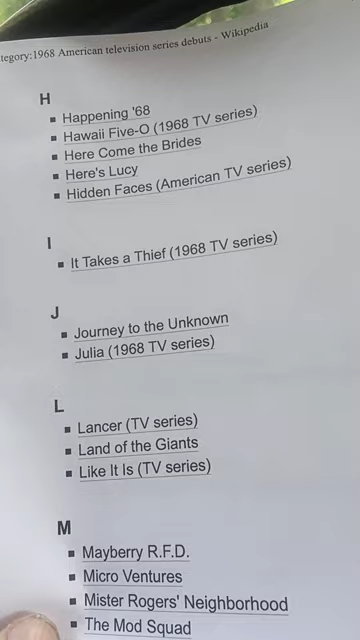 tegory:1968 American television series debuts - Wikipedia
H
▪ Happening '68
▪ Hawaii Five-O (1968 TV series)
▪ Here Come the Brides
▪ Here's Lucy
▪ Hidden Faces (American TV series)
I
▪ It Takes a Thief (1968 TV series)
J
▪ Journey to the Unknown
▪ Julia (1968 TV series)
L
▪ Lancer (TV series)
▪ Land of the Giants
▪ Like It Is (TV series)
M
▪ Mayberry R.F.D.
▪ Micro Ventures
▪ Mister Rogers' Neighborhood
▪ The Mod Squad